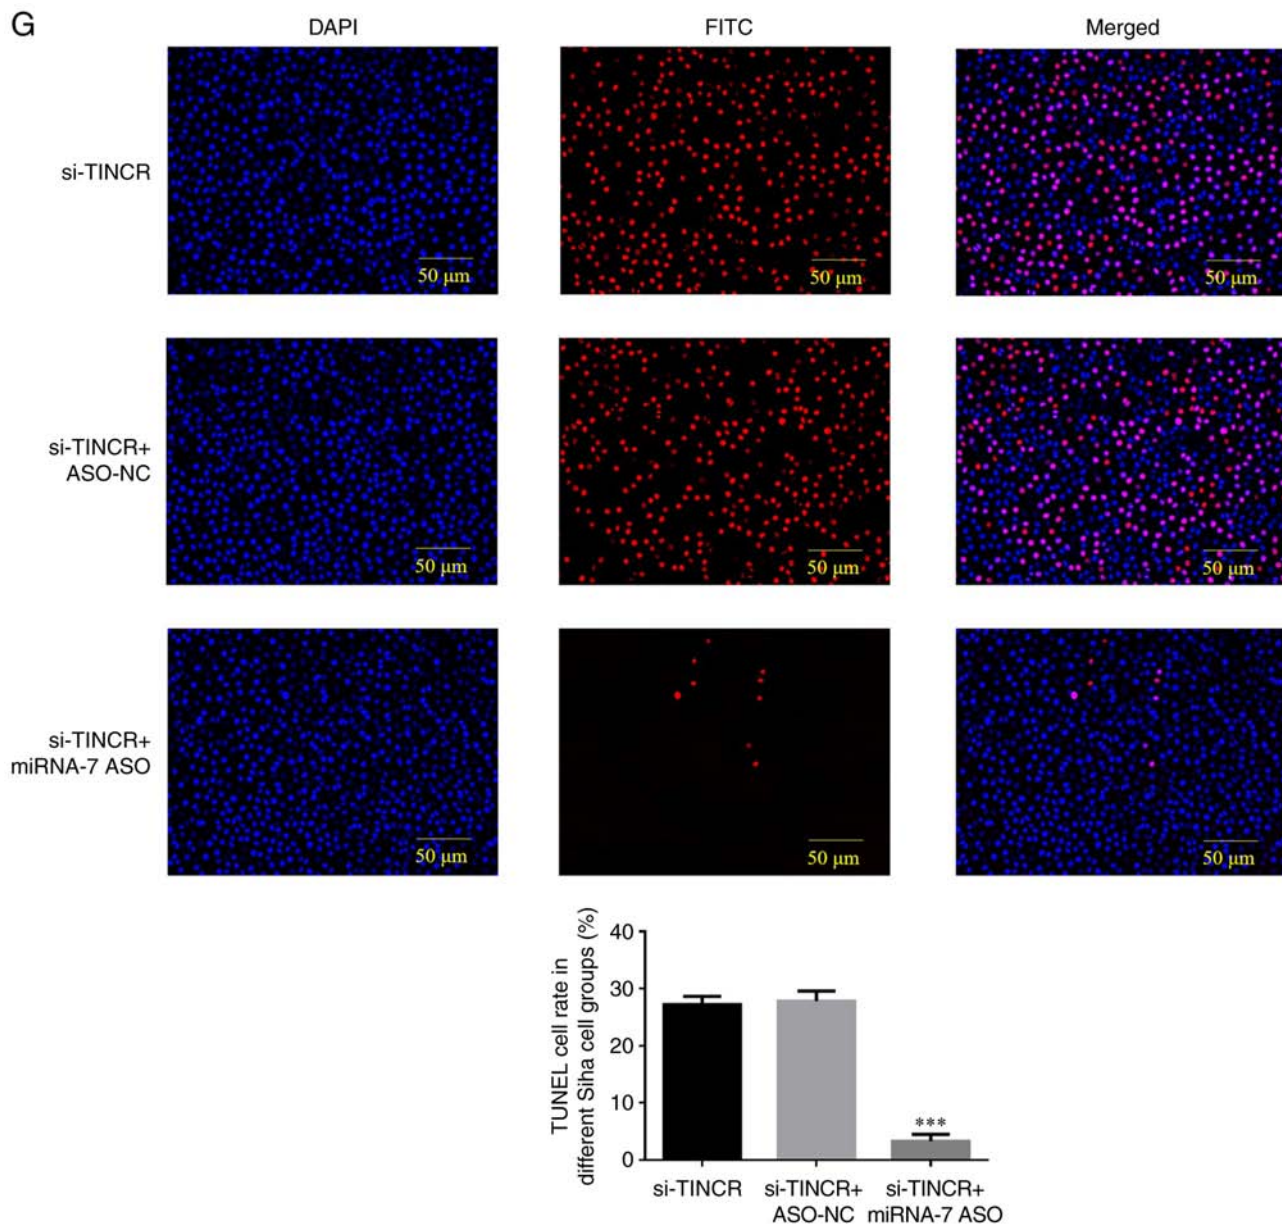 G
DAPI
FITC
Merged
si-TINCR
50 µm
50 µm
50 µm
si-TINCR+
ASO-NC
50 µm
50 µm
50 µm
si-TINCR+
miRNA-7 ASO
50 µm
50 µm
50 µm
TUNEL cell rate in
different Siha cell groups (%)
40
30
20
10
0
***
si-TINCR
si-TINCR+
ASO-NC
si-TINCR+
miRNA-7 ASO